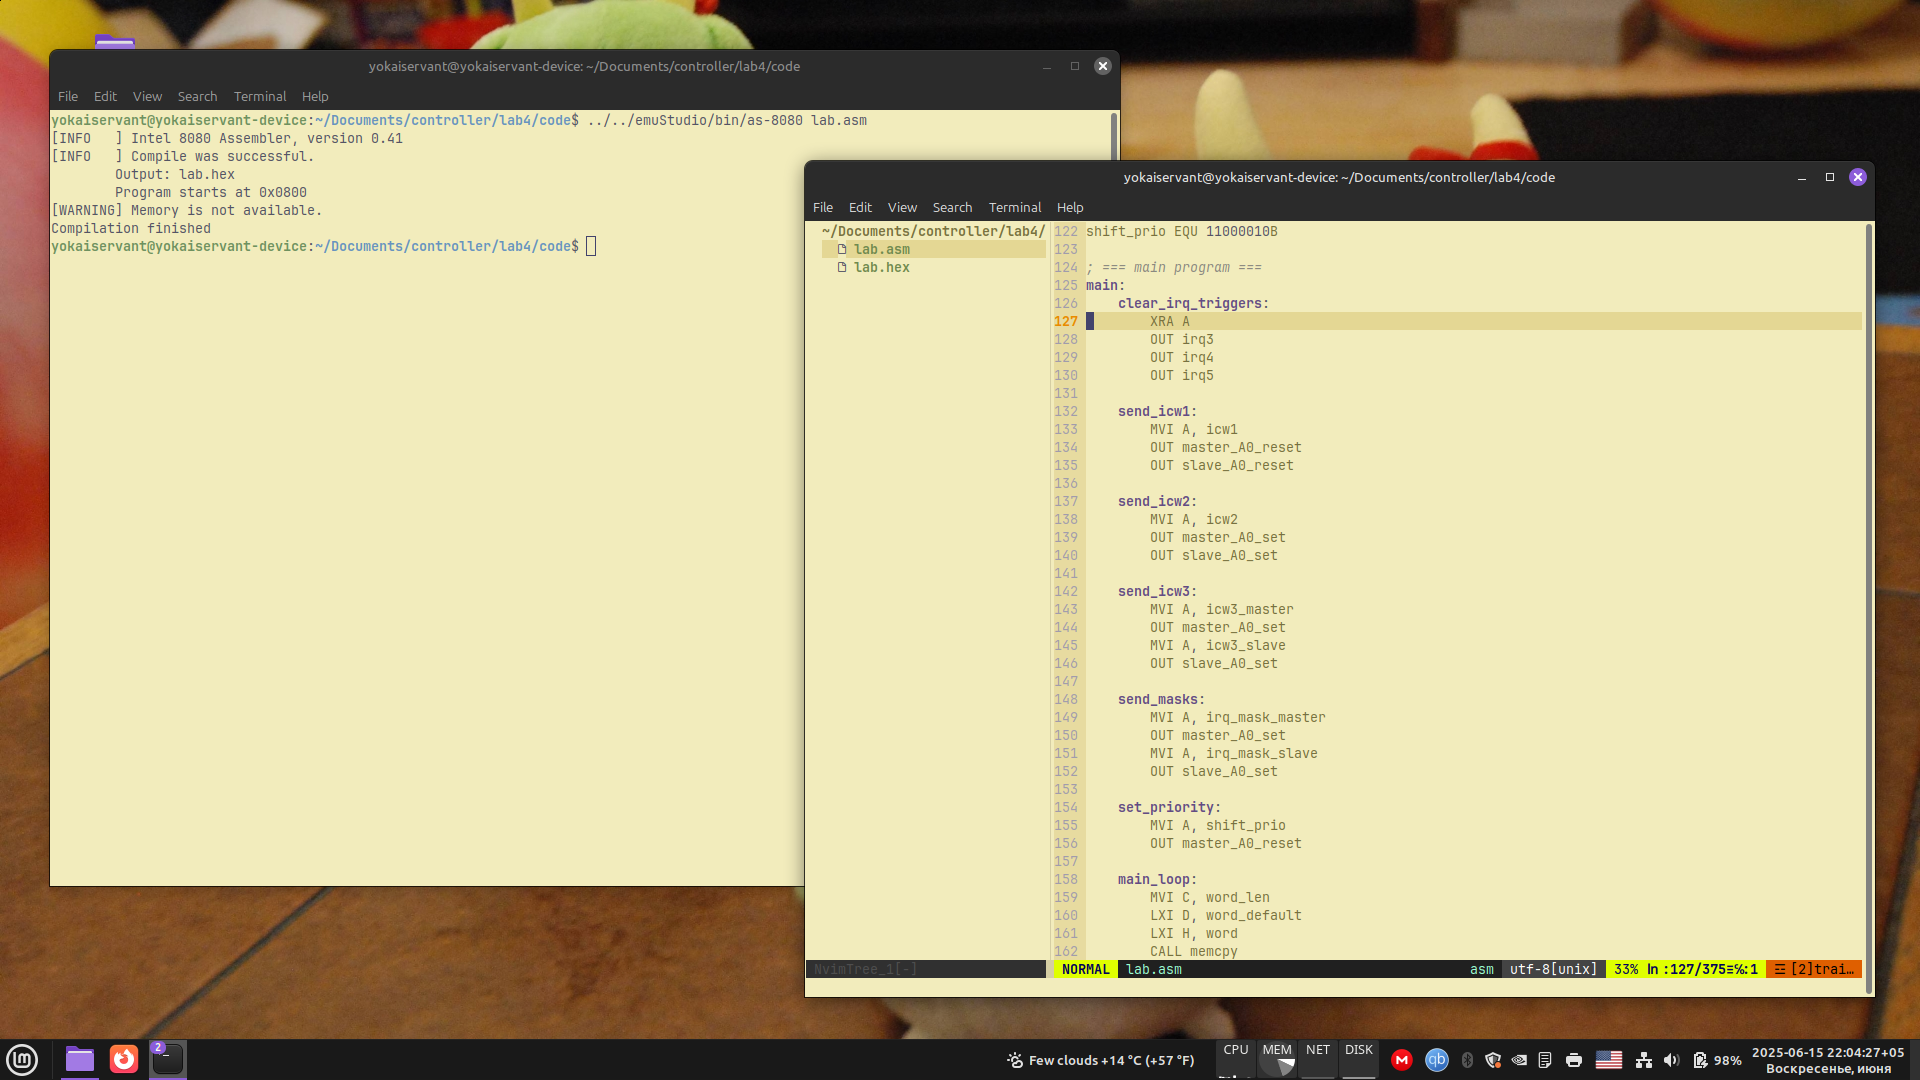 yokaiservant@yokaiservant-device: ~/Documents/controller/lab4/code
File Edit View Search Terminal Help
yokaiservant@yokaiservant-device:~/Documents/controller/lab4/code$ ../../emuStudio/bin/as-8080 lab.asm
[INFO   ] Intel 8080 Assembler, version 0.41
[INFO   ] Compile was successful.
        Output: lab.hex
        Program starts at 0x0800
[WARNING] Memory is not available.
Compilation finished
yokaiservant@yokaiservant-device:~/Documents/controller/lab4/code$
yokaiservant@yokaiservant-device: ~/Documents/controller/lab4/code
File Edit View Search Terminal Help
~/Documents/controller/lab4/
lab.asm
lab.hex
NvimTree_1[-]
122 shift_prio EQU 11000010B
123
124 ; === main program ===
125 main:
126     clear_irq_triggers:
127         XRA A
128         OUT irq3
129         OUT irq4
130         OUT irq5
131
132     send_icw1:
133         MVI A, icw1
134         OUT master_A0_reset
135         OUT slave_A0_reset
136
137     send_icw2:
138         MVI A, icw2
139         OUT master_A0_set
140         OUT slave_A0_set
141
142     send_icw3:
143         MVI A, icw3_master
144         OUT master_A0_set
145         MVI A, icw3_slave
146         OUT slave_A0_set
147
148     send_masks:
149         MVI A, irq_mask_master
150         OUT master_A0_set
151         MVI A, irq_mask_slave
152         OUT slave_A0_set
153
154     set_priority:
155         MVI A, shift_prio
156         OUT master_A0_reset
157
158     main_loop:
159         MVI C, word_len
160         LXI D, word_default
161         LXI H, word
162         CALL memcpy
NORMAL lab.asm asm utf-8[unix] 33% ln :127/375≡℅:1 ☲ [2]trai…
2
Few clouds +14 °C (+57 °F)
CPU MEM NET DISK
M
qb
98%
2025-06-15 22:04:27+05
Воскресенье, июня